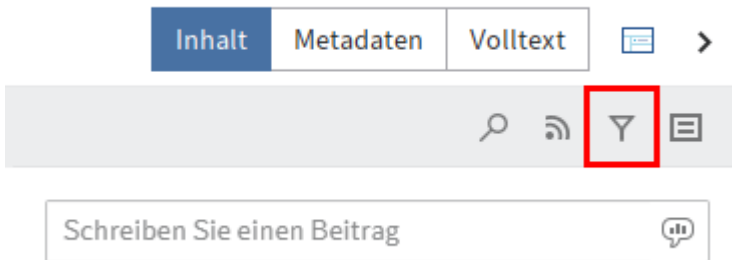 Inhalt Metadaten Volltext
Schreiben Sie einen Beitrag